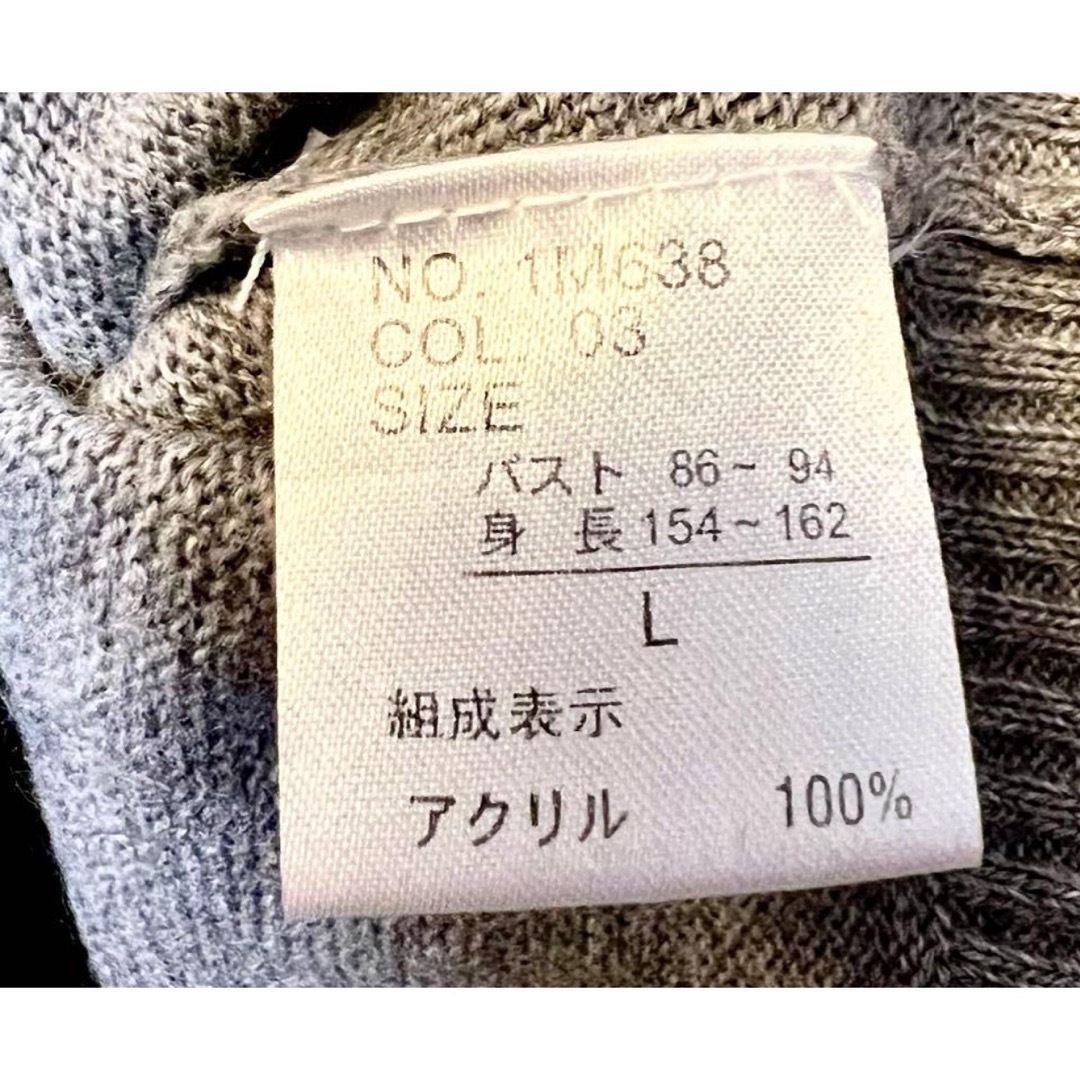 NO. 1M638
COL. 03
SIZE
バスト 86~ 94
身 長 154~162
L
組成表示
アクリル 100%